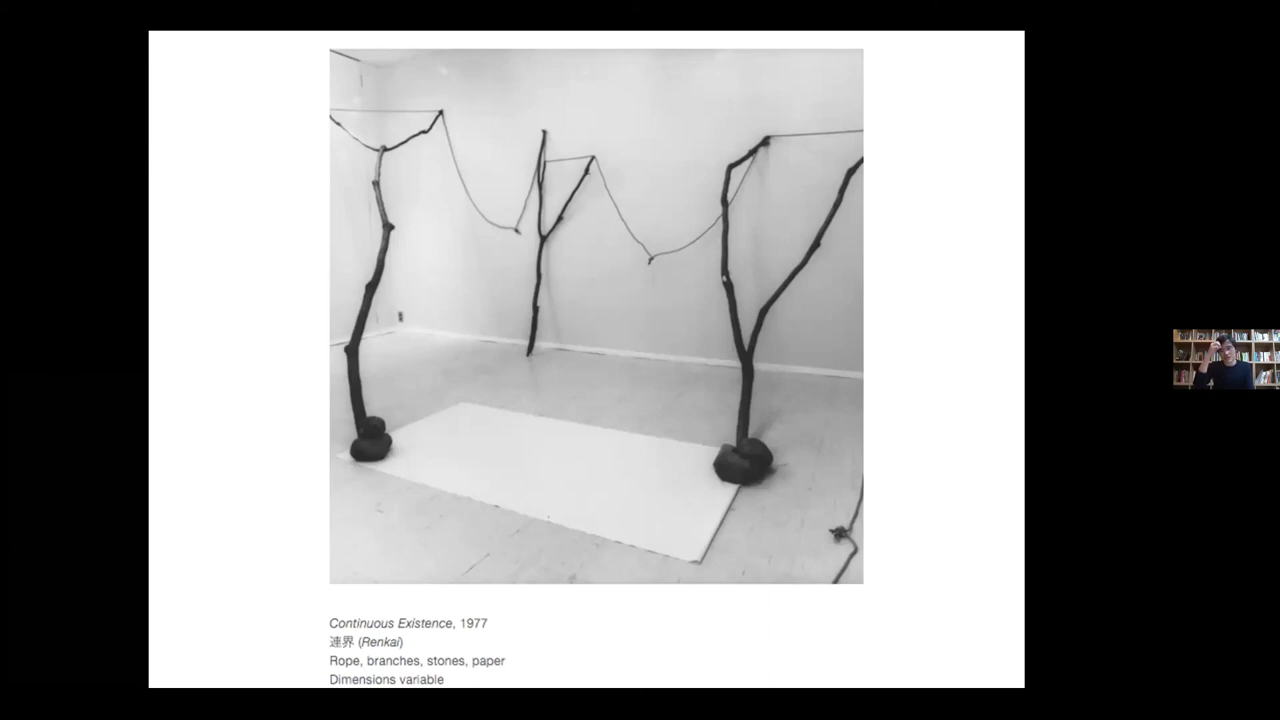 Continuous Existence, 1977
連界 (Renkai)
Rope, branches, stones, paper
Dimensions variable